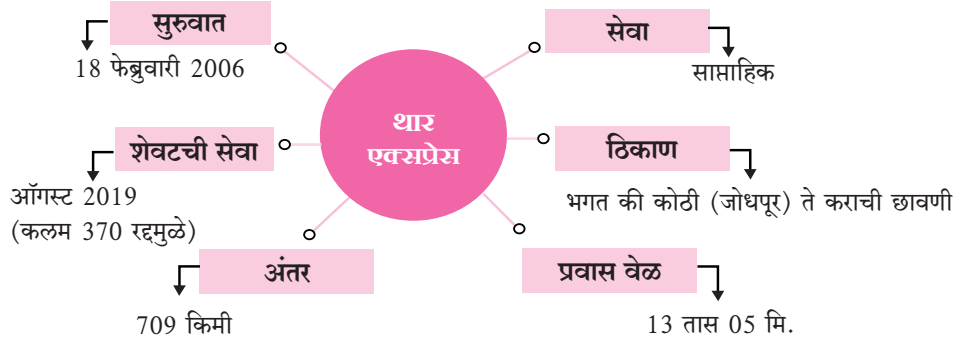 सुरुवात
18 फेब्रुवारी 2006
सेवा
साप्ताहिक
थार
एक्सप्रेस
शेवटची सेवा
ऑगस्ट 2019
(कलम 370 रद्दमुळे)
ठिकाण
भगत की कोठी (जोधपूर) ते कराची छावणी
अंतर
709 किमी
प्रवास वेळ
13 तास 05 मि.